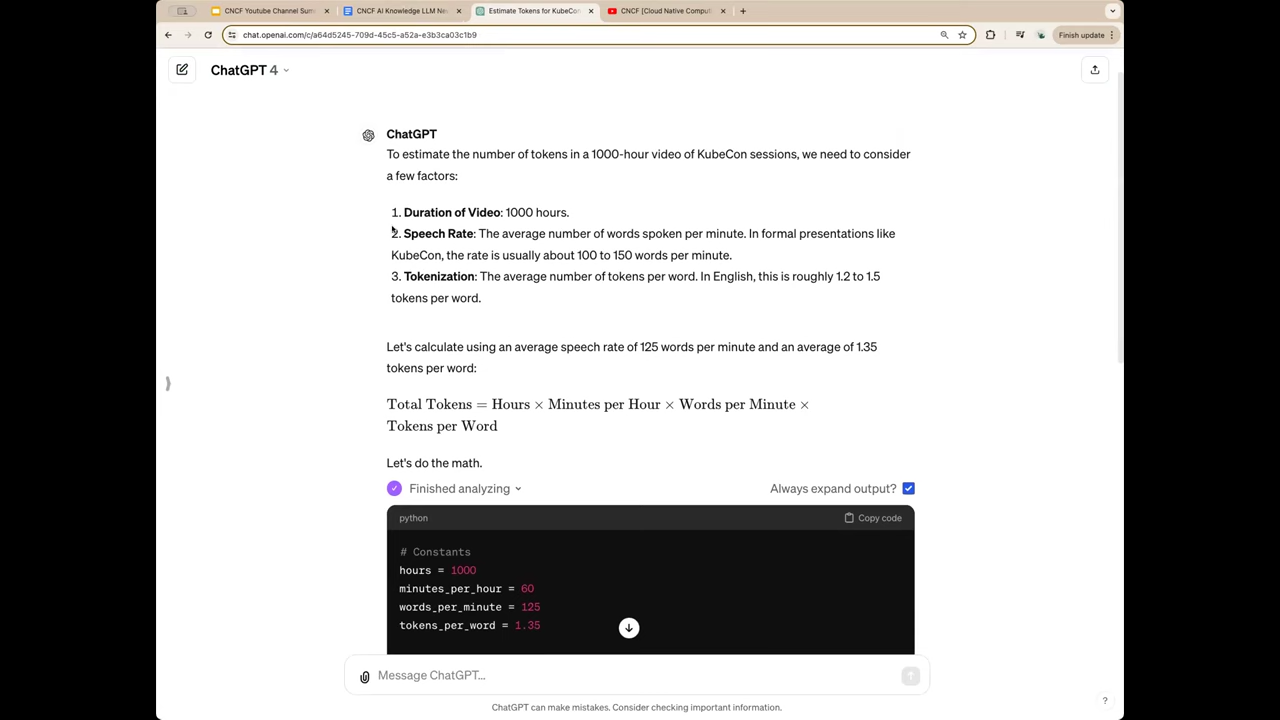 CNCF Youtube Channel Sum
CNCF AI Knowledge LLM Ne
Estimate Tokens for KubeCon
CNCF [Cloud Native Comput
chat.openai.com/c/a64d5245-709d-45c5-a52a-e3b3ca03c1b9
Finish update
ChatGPT 4
ChatGPT
To estimate the number of tokens in a 1000-hour video of KubeCon sessions, we need to consider
a few factors:
1. Duration of Video: 1000 hours.
2. Speech Rate: The average number of words spoken per minute. In formal presentations like
KubeCon, the rate is usually about 100 to 150 words per minute.
3. Tokenization: The average number of tokens per word. In English, this is roughly 1.2 to 1.5
tokens per word.
Let's calculate using an average speech rate of 125 words per minute and an average of 1.35
tokens per word:
Total Tokens = Hours × Minutes per Hour × Words per Minute ×
Tokens per Word
Let's do the math.
Finished analyzing
Always expand output?
python
Copy code
# Constants
hours = 1000
minutes_per_hour = 60
words_per_minute = 125
tokens_per_word = 1.35
Message ChatGPT...
ChatGPT can make mistakes. Consider checking important information.
?